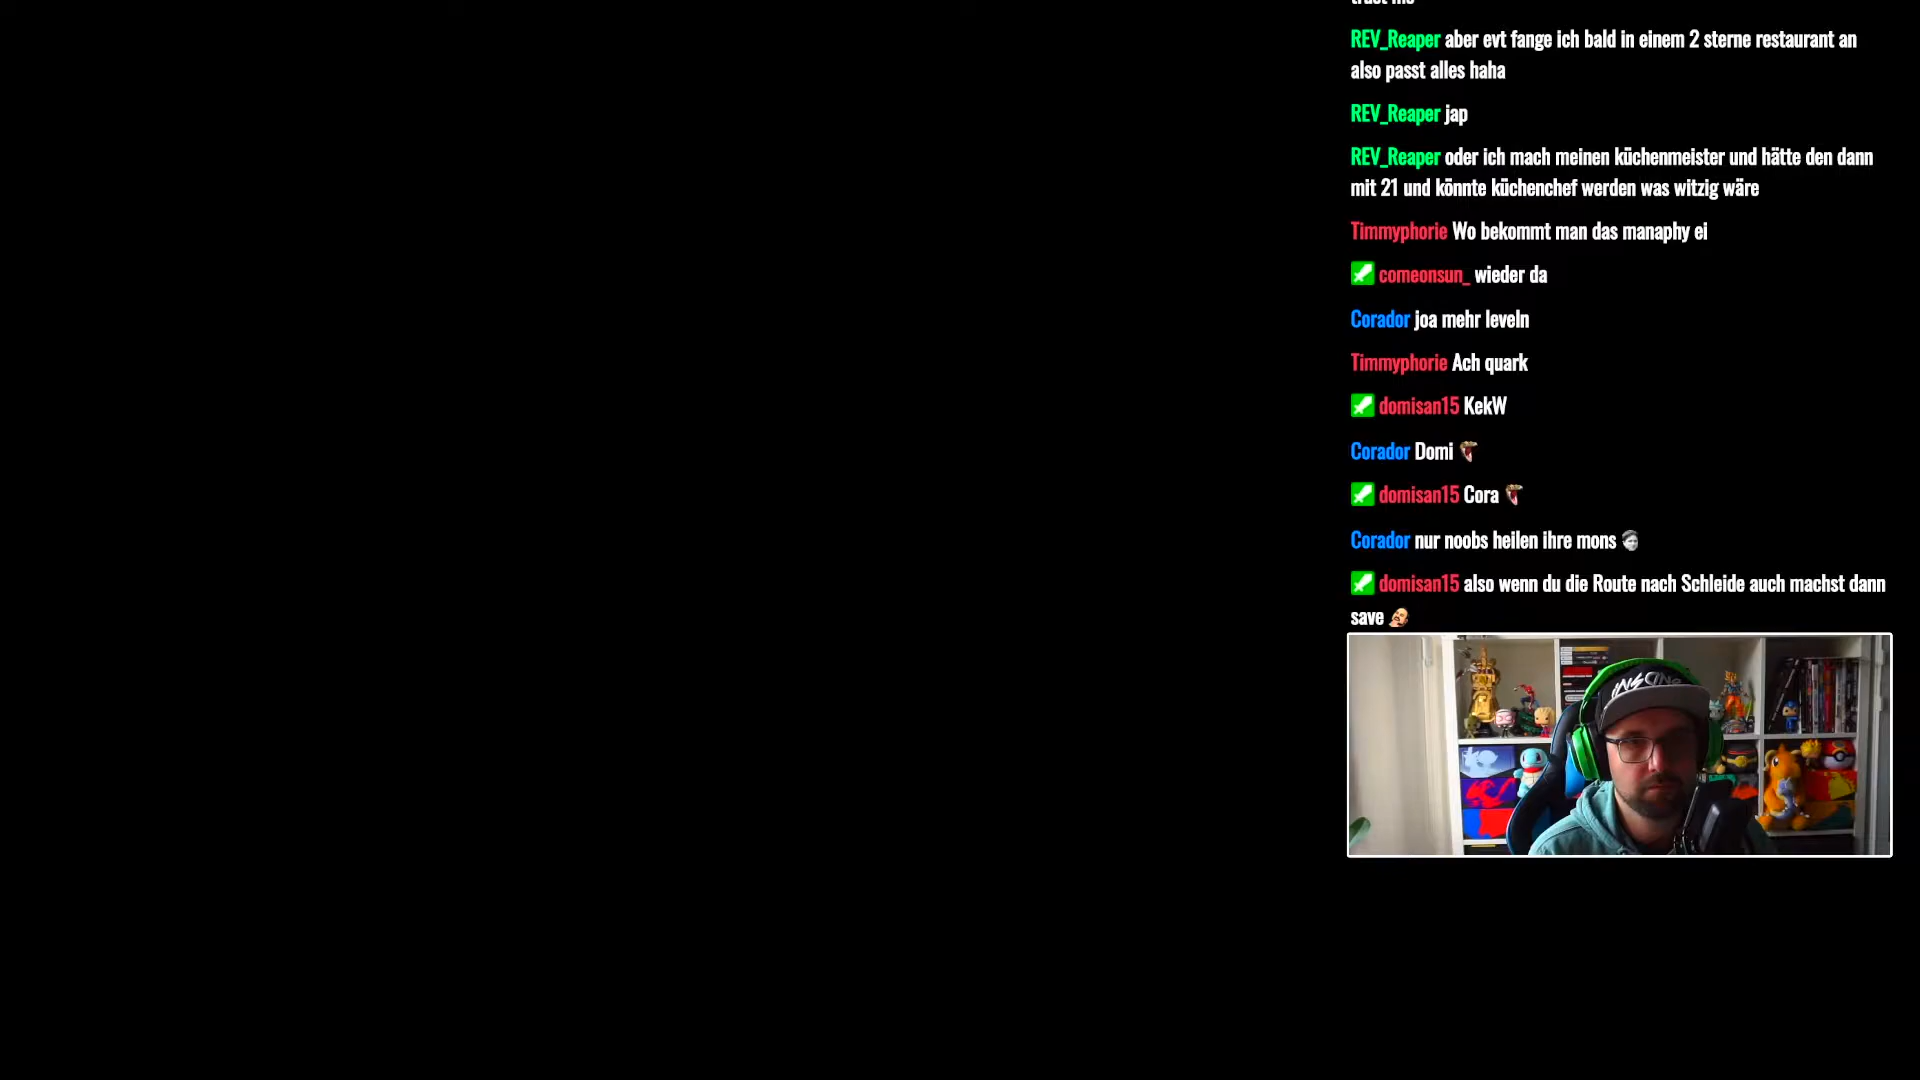 trust me
REV_Reaper aber evt fange ich bald in einem 2 sterne restaurant an
also passt alles haha
REV_Reaper jap
REV_Reaper oder ich mach meinen küchenmeister und hätte den dann
mit 21 und könnte küchenchef werden was witzig wäre
Timmyphorie Wo bekommt man das manaphy ei
comeonsun_ wieder da
Corador joa mehr leveln
Timmyphorie Ach quark
domisan15 KekW
Corador Domi
domisan15 Cora
Corador nur noobs heilen ihre mons
domisan15 also wenn du die Route nach Schleide auch machst dann
save